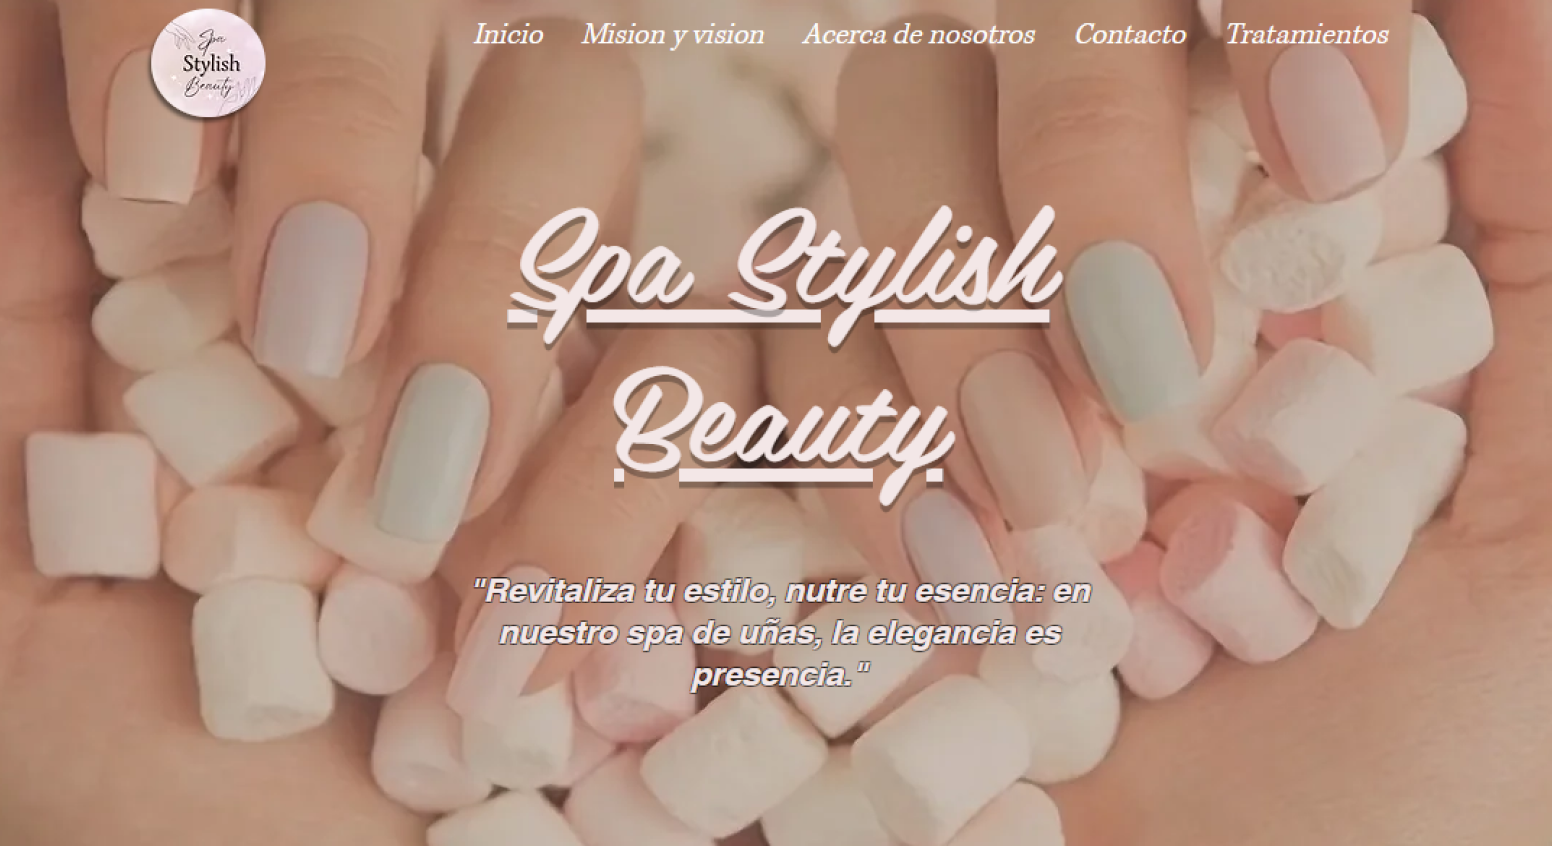 Spa
Stylish
Beauty
Inicio Mision y vision Acerca de nosotros Contacto Tratamientos
Spa Stylish
Beauty
"Revitaliza tu estilo, nutre tu esencia: en
nuestro spa de uñas, la elegancia es
presencia."